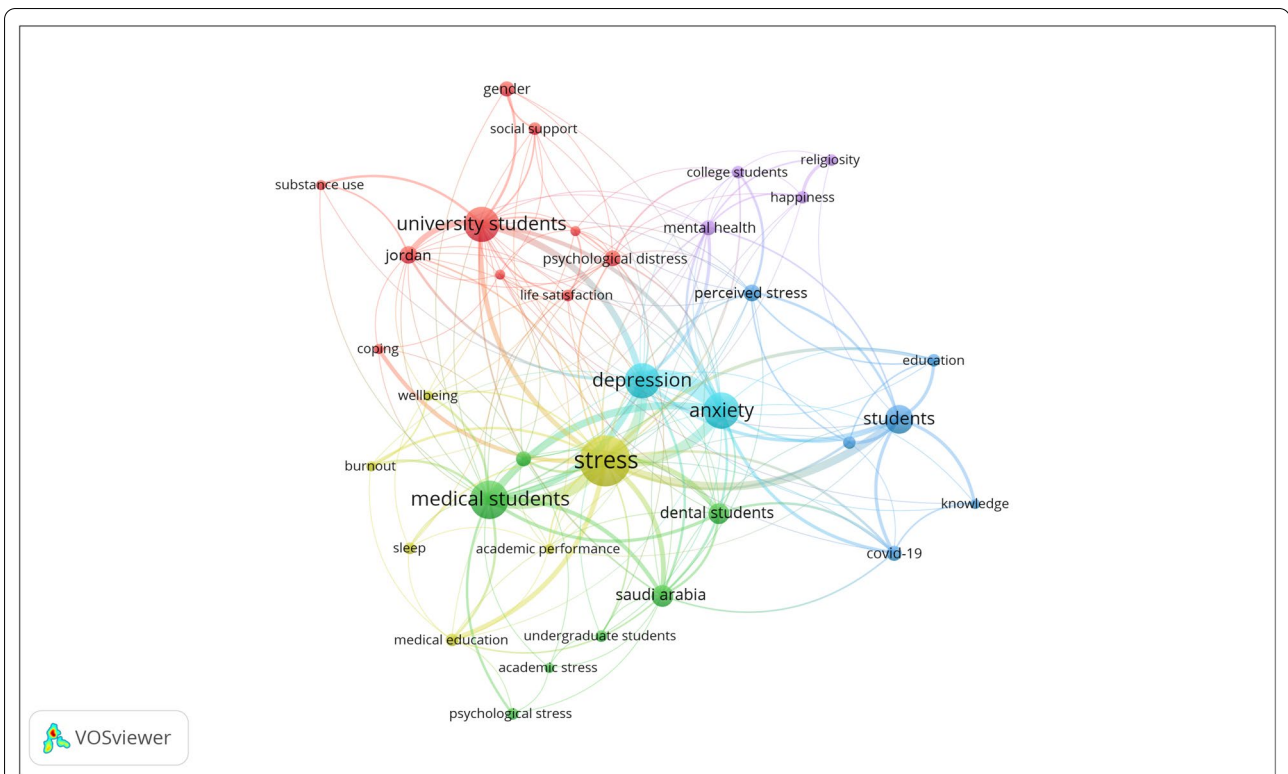 gender
social support
religiosity
college students
substance use
happiness
university students
mental health
jordan
psychological distress
life satisfaction
perceived stress
coping
education
depression
wellbeing
anxiety
students
stress
burnout
medical students
knowledge
dental students
sleep
academic performance
covid-19
saudi arabia
undergraduate students
medical education
academic stress
psychological stress
VOSviewer